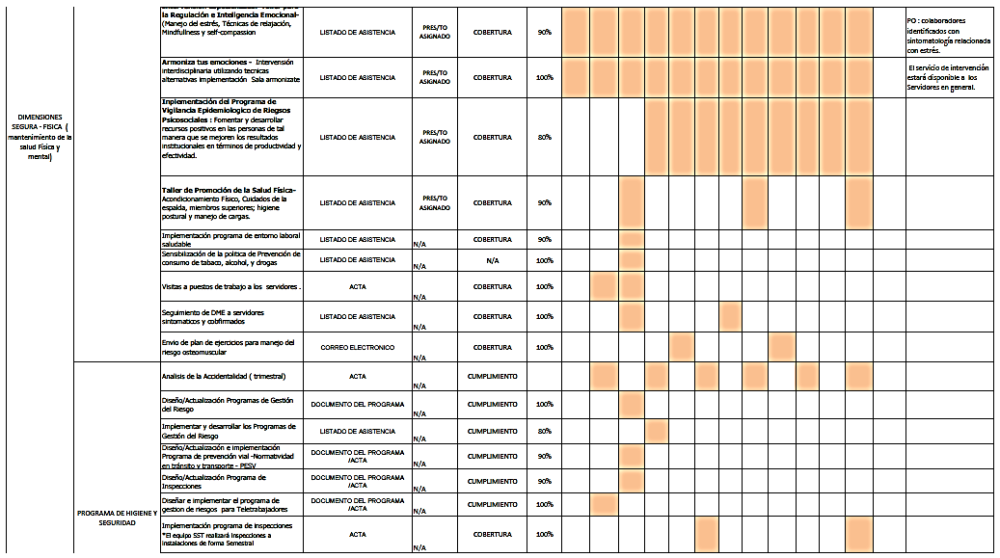 la Regulación e Inteligencia Emocional-
(Manejo del estrés, Técnicas de relajación,
Mindfullness y self-compassion
LISTADO DE ASISTENCIA
PRES/TO
ASIGNADO
COBERTURA
90%
PO : colaboradores
identificados con
sintomatología relacionada
con estrés.
Armoniza tus emociones - Intervención
interdisciplinaria utilizando tecnicas
alternativas implementación Sala armonizate
LISTADO DE ASISTENCIA
PRES/TO
ASIGNADO
COBERTURA
100%
El servicio de intervención
estará disponible a los
Servidores en general.
DIMENSIONES
SEGURA - FISICA (
mantenimiento de la
salud Física y
mental)
Inplementación del Programa de
Vigilancia Epidemiologico de Riegsos
Psicosociales : Fomentar y desarrollar
recursos positivos en las personas de tal
manera que se mejoren los resultados
institucionales en términos de productividad y
efectividad.
LISTADO DE ASISTENCIA
PRES/TO
ASIGNADO
COBERTURA
80%
Taller de Promoción de la Salud Física-
Acondicionamiento Físico, Cuidados de la
espalda, miembros superiores; higiene
postural y manejo de cargas.
LISTADO DE ASISTENCIA
PRES/TO
ASIGNADO
COBERTURA
90%
Implementación programa de entorno laboral
saludable
LISTADO DE ASISTENCIA
N/A
COBERTURA
90%
Sensibilización de la politica de Prevención de
consumo de tabaco, alcohol, y drogas
LISTADO DE ASISTENCIA
N/A
N/A
100%
Visitas a puestos de trabajo a los servidores .
ACTA
N/A
COBERTURA
100%
Seguimiento de DME a servidores
sintomaticos y cobfirmados
LISTADO DE ASISTENCIA
N/A
COBERTURA
100%
Envio de plan de ejercicios para manejo del
riesgo osteomuscular
CORREO ELECTRONICO
N/A
COBERTURA
100%
PROGRAMA DE HIGIENE Y
SEGURIDAD
Analisis de la Accidentalidad ( trimestral)
ACTA
N/A
CUMPLIMIENTO
Diseño/Actualización Programas de Gestión
del Riesgo
DOCUMENTO DEL PROGRAMA
N/A
CUMPLIMIENTO
100%
Implementar y desarrollar los Programas de
Gestión del Riesgo
LISTADO DE ASISTENCIA
N/A
CUMPLIMIENTO
80%
Diseño/Actualización e implementación
Programa de prevención vial -Normatividad
en tránsito y transporte - PESV
DOCUMENTO DEL PROGRAMA
/ACTA
N/A
CUMPLIMIENTO
90%
Diseño/Actualización Programa de
Inspecciones
DOCUMENTO DEL PROGRAMA
/ACTA
N/A
CUMPLIMIENTO
90%
Diseñar e implementar el programa de
gestion de riesgos para Teletrabajadores
DOCUMENTO DEL PROGRAMA
/ACTA
N/A
CUMPLIMIENTO
100%
Implementación programa de inspecciones
*El equipo SST realizará inspecciones a
instalaciones de forma Semestral
ACTA
N/A
COBERTURA
100%